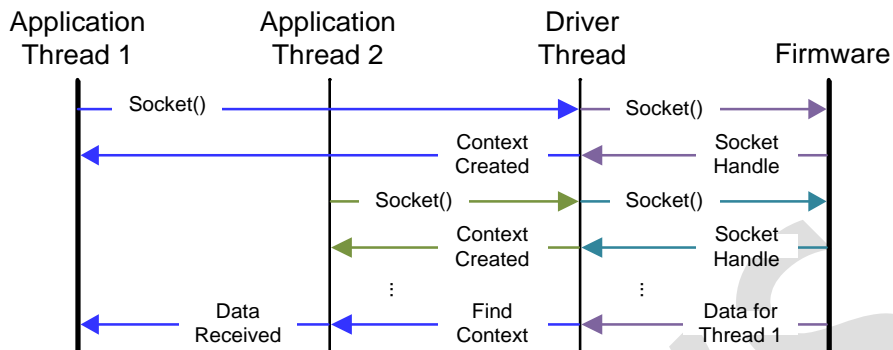 Application
Thread 1
Application
Thread 2
Driver
Thread
Firmware
Socket()
Socket()
Context
Created
Socket
Handle
Socket()
Socket()
Context
Created
Socket
Handle
...
...
Data
Received
Find
Context
Data for
Thread 1